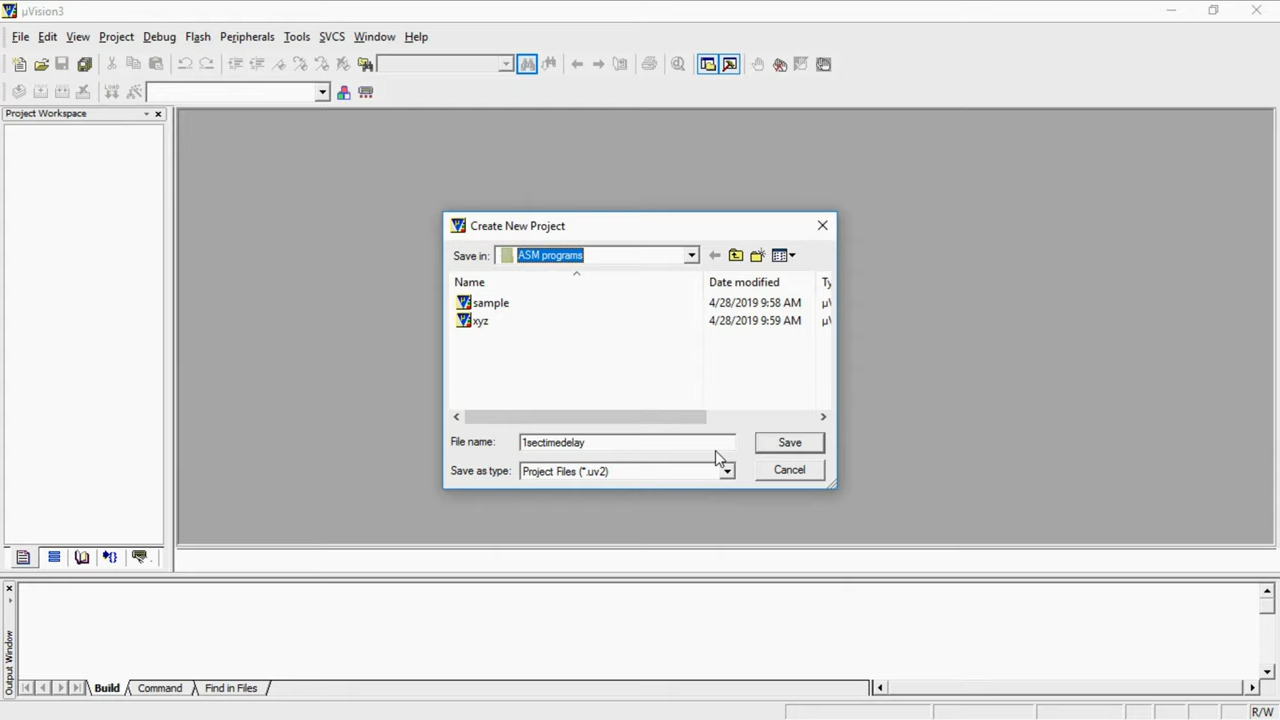 µVision3
File Edit View Project Debug Flash Peripherals Tools SVCS Window Help
LOAD
Project Workspace
Create New Project
Save in: ASM programs
Name Date modified Ty
sample 4/28/2019 9:58 AM µV
xyz 4/28/2019 9:59 AM µV
File name: 1sectimedelay Save
Save as type: Project Files (*.uv2) Cancel
Output Window
Build Command Find in Files
R/W